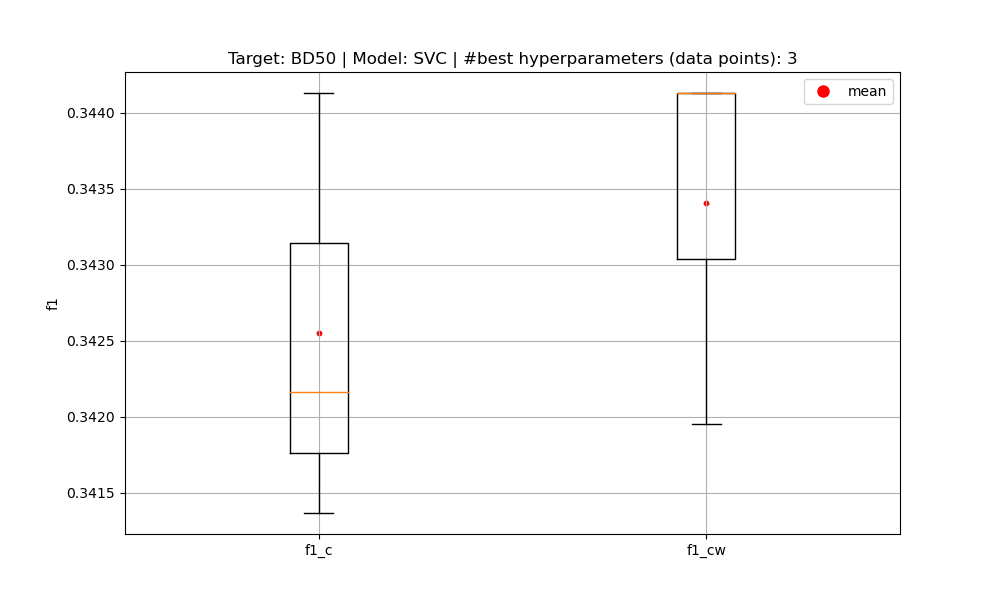 Target: BD50 | Model: SVC | #best hyperparameters (data points): 3
mean
0.3440
0.3435
0.3430
0.3425
0.3420
0.3415
f1
f1_c
f1_cw